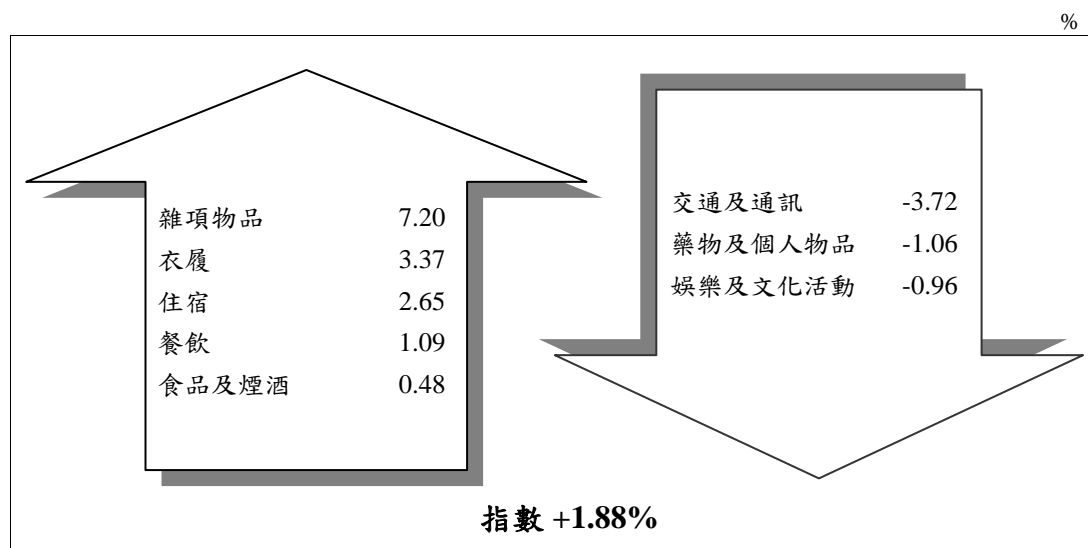 %
雜項物品 7.20
衣履 3.37
住宿 2.65
餐飲 1.09
食品及煙酒 0.48
交通及通訊 -3.72
藥物及個人物品 -1.06
娛樂及文化活動 -0.96
指數 +1.88%